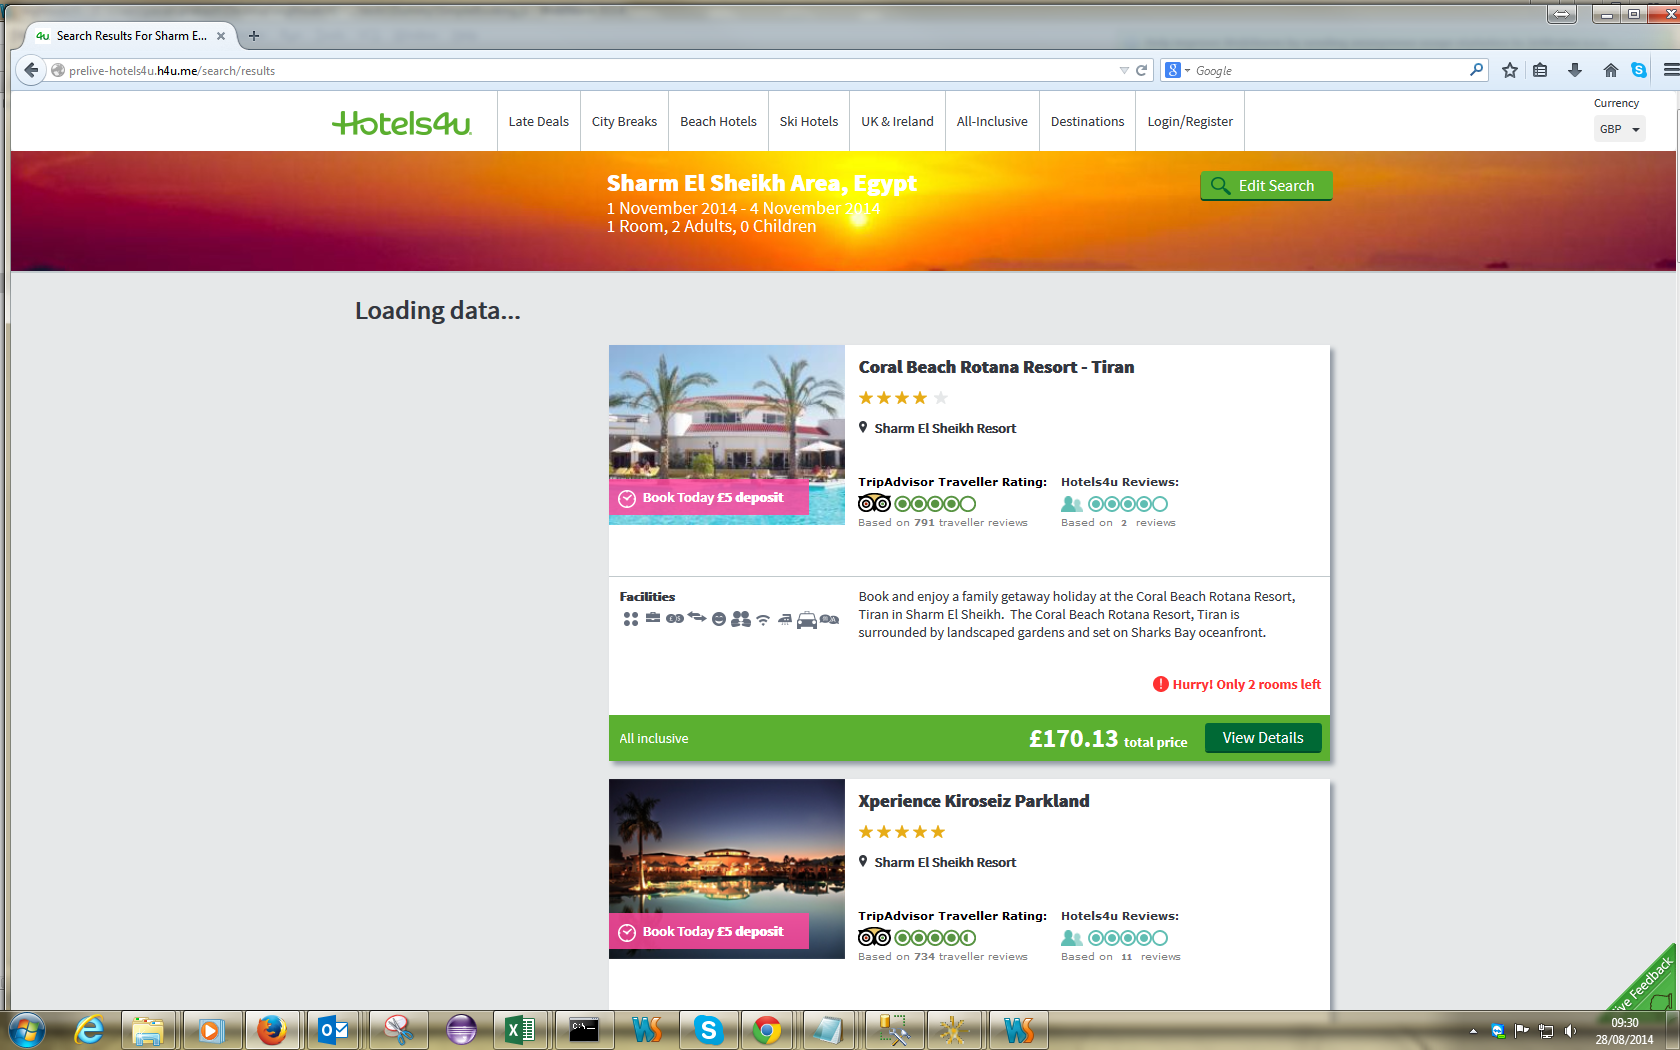 4u Search Results For Sharm E...
prelive-hotels4u.h4u.me/search/results
Google
Hotels4u
Late Deals
City Breaks
Beach Hotels
Ski Hotels
UK & Ireland
All-Inclusive
Destinations
Login/Register
Currency
GBP
Sharm El Sheikh Area, Egypt
1 November 2014 - 4 November 2014
1 Room, 2 Adults, 0 Children
Edit Search
Loading data...
Coral Beach Rotana Resort - Tiran
Sharm El Sheikh Resort
Book Today £5 deposit
TripAdvisor Traveller Rating:
Based on 791 traveller reviews
Hotels4u Reviews:
Based on 2 reviews
Facilities
Book and enjoy a family getaway holiday at the Coral Beach Rotana Resort,
Tiran in Sharm El Sheikh. The Coral Beach Rotana Resort, Tiran is
surrounded by landscaped gardens and set on Sharks Bay oceanfront.
Hurry! Only 2 rooms left
All inclusive
£170.13 total price
View Details
Xperience Kiroseiz Parkland
Sharm El Sheikh Resort
Book Today £5 deposit
TripAdvisor Traveller Rating:
Based on 734 traveller reviews
Hotels4u Reviews:
Based on 11 reviews
Feedback
09:30
28/08/2014